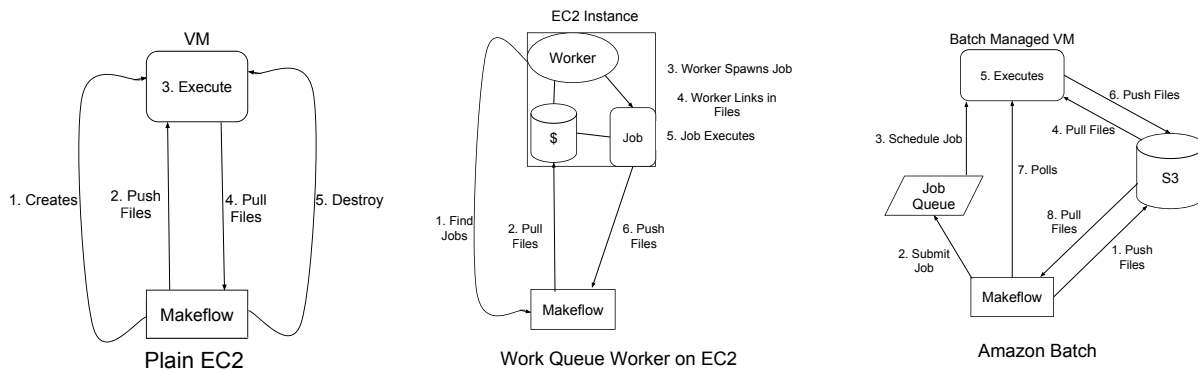 VM
3. Execute
1. Creates
2. Push
Files
4. Pull
Files
5. Destroy
Makeflow
Plain EC2
EC2 Instance
Worker
3. Worker Spawns Job
4. Worker Links in
Files
$
Job
5. Job Executes
1. Find
Jobs
2. Pull
Files
6. Push
Files
Makeflow
Work Queue Worker on EC2
Batch Managed VM
5. Executes
6. Push Files
4. Pull Files
3. Schedule Job
7. Polls
S3
Job
Queue
8. Pull
Files
1. Push
Files
2. Submit
Job
Makeflow
Amazon Batch